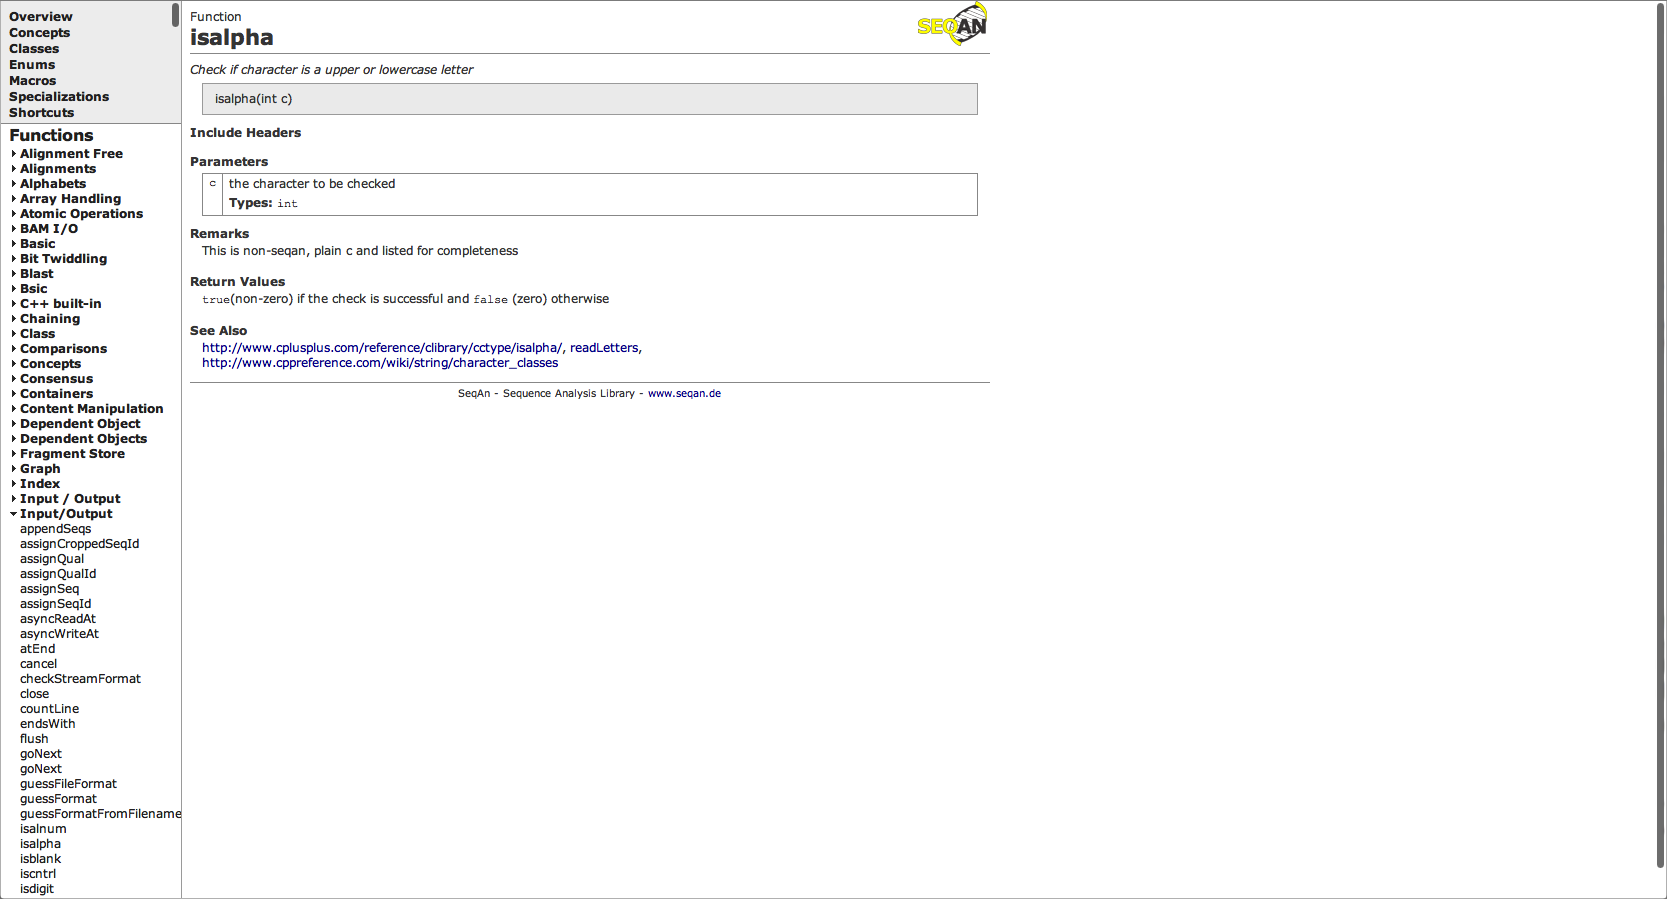 Overview
Concepts
Classes
Enums
Macros
Specializations
Shortcuts
Functions
Alignment Free
Alignments
Alphabets
Array Handling
Atomic Operations
BAM I/O
Basic
Bit Twiddling
Blast
Bsic
C++ built-in
Chaining
Class
Comparisons
Concepts
Consensus
Containers
Content Manipulation
Dependent Object
Dependent Objects
Fragment Store
Graph
Index
Input / Output
Input/Output
appendSeqs
assignCroppedSeqId
assignQual
assignQualId
assignSeq
assignSeqId
asyncReadAt
asyncWriteAt
atEnd
cancel
checkStreamFormat
close
countLine
endsWith
flush
goNext
goNext
guessFileFormat
guessFormat
guessFormatFromFilename
isalnum
isalpha
isblank
iscntrl
isdigit
Function
isalpha
SEQAN
Check if character is a upper or lowercase letter
isalpha(int c)
Include Headers
Parameters
c the character to be checked
Types: int
Remarks
This is non-seqan, plain c and listed for completeness
Return Values
true(non-zero) if the check is successful and false (zero) otherwise
See Also
http://www.cplusplus.com/reference/clibrary/cctype/isalpha/, readLetters,
http://www.cppreference.com/wiki/string/character_classes
SeqAn - Sequence Analysis Library - www.seqan.de